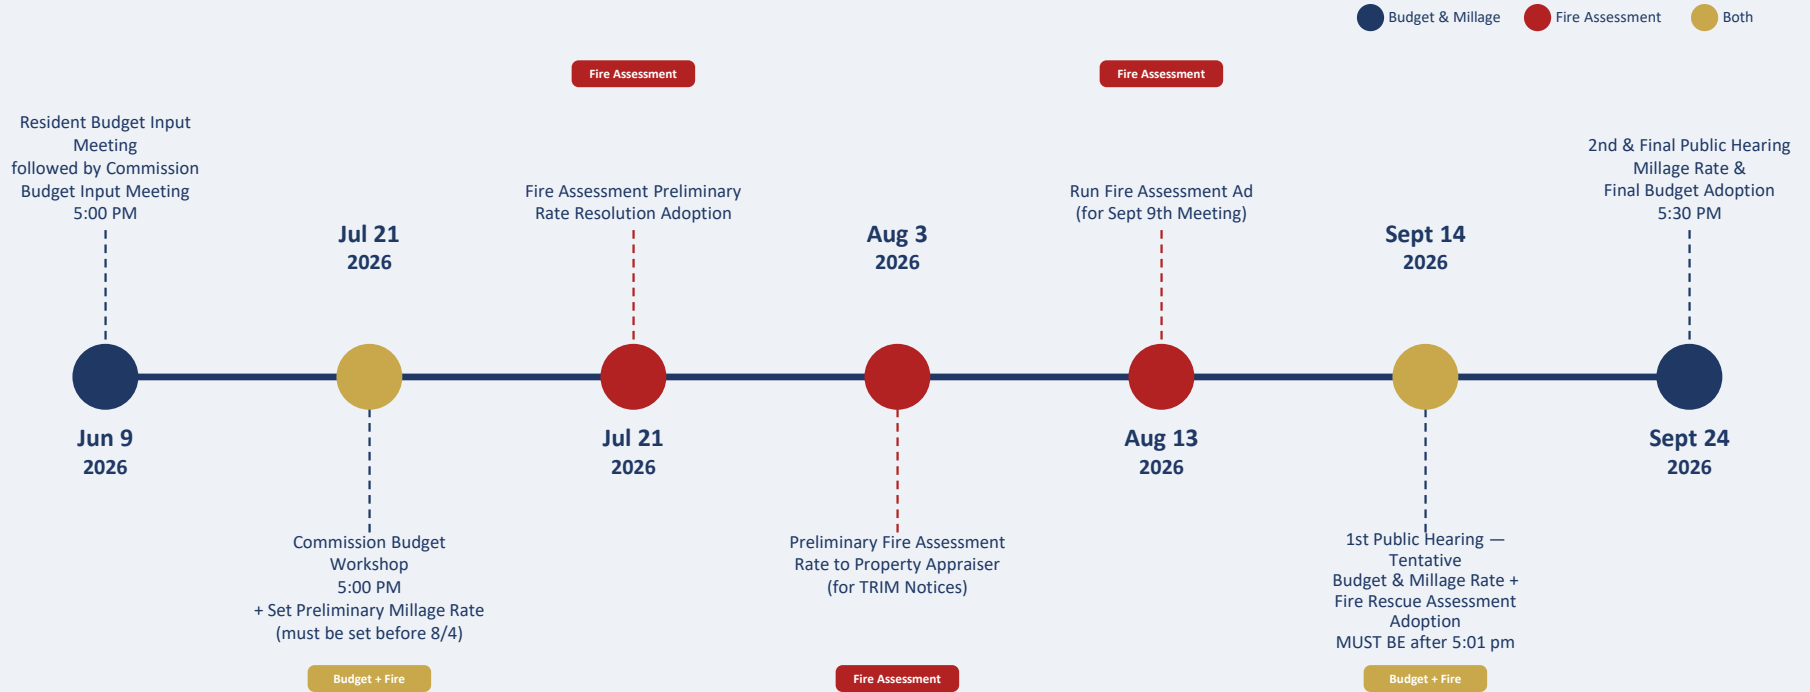 Budget & Millage
Fire Assessment
Both
Fire Assessment
Fire Assessment
Resident Budget Input
Meeting
followed by Commission
Budget Input Meeting
5:00 PM
Jun 9
2026
Jul 21
2026
Commission Budget
Workshop
5:00 PM
+ Set Preliminary Millage Rate
(must be set before 8/4)
Budget + Fire
Fire Assessment Preliminary
Rate Resolution Adoption
Jul 21
2026
Aug 3
2026
Preliminary Fire Assessment
Rate to Property Appraiser
(for TRIM Notices)
Fire Assessment
Run Fire Assessment Ad
(for Sept 9th Meeting)
Aug 13
2026
Sept 14
2026
1st Public Hearing —
Tentative
Budget & Millage Rate +
Fire Rescue Assessment
Adoption
MUST BE after 5:01 pm
Budget + Fire
2nd & Final Public Hearing
Millage Rate &
Final Budget Adoption
5:30 PM
Sept 24
2026